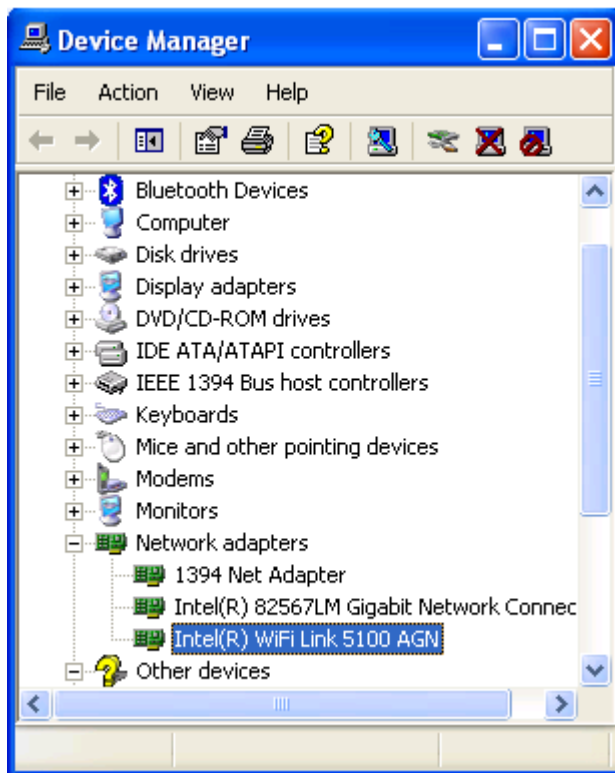 Device Manager
File Action View Help
Bluetooth Devices
Computer
Disk drives
Display adapters
DVD/CD-ROM drives
IDE ATA/ATAPI controllers
IEEE 1394 Bus host controllers
Keyboards
Mice and other pointing devices
Modems
Monitors
Network adapters
1394 Net Adapter
Intel(R) 82567LM Gigabit Network Connec
Intel(R) WiFi Link 5100 AGN
Other devices